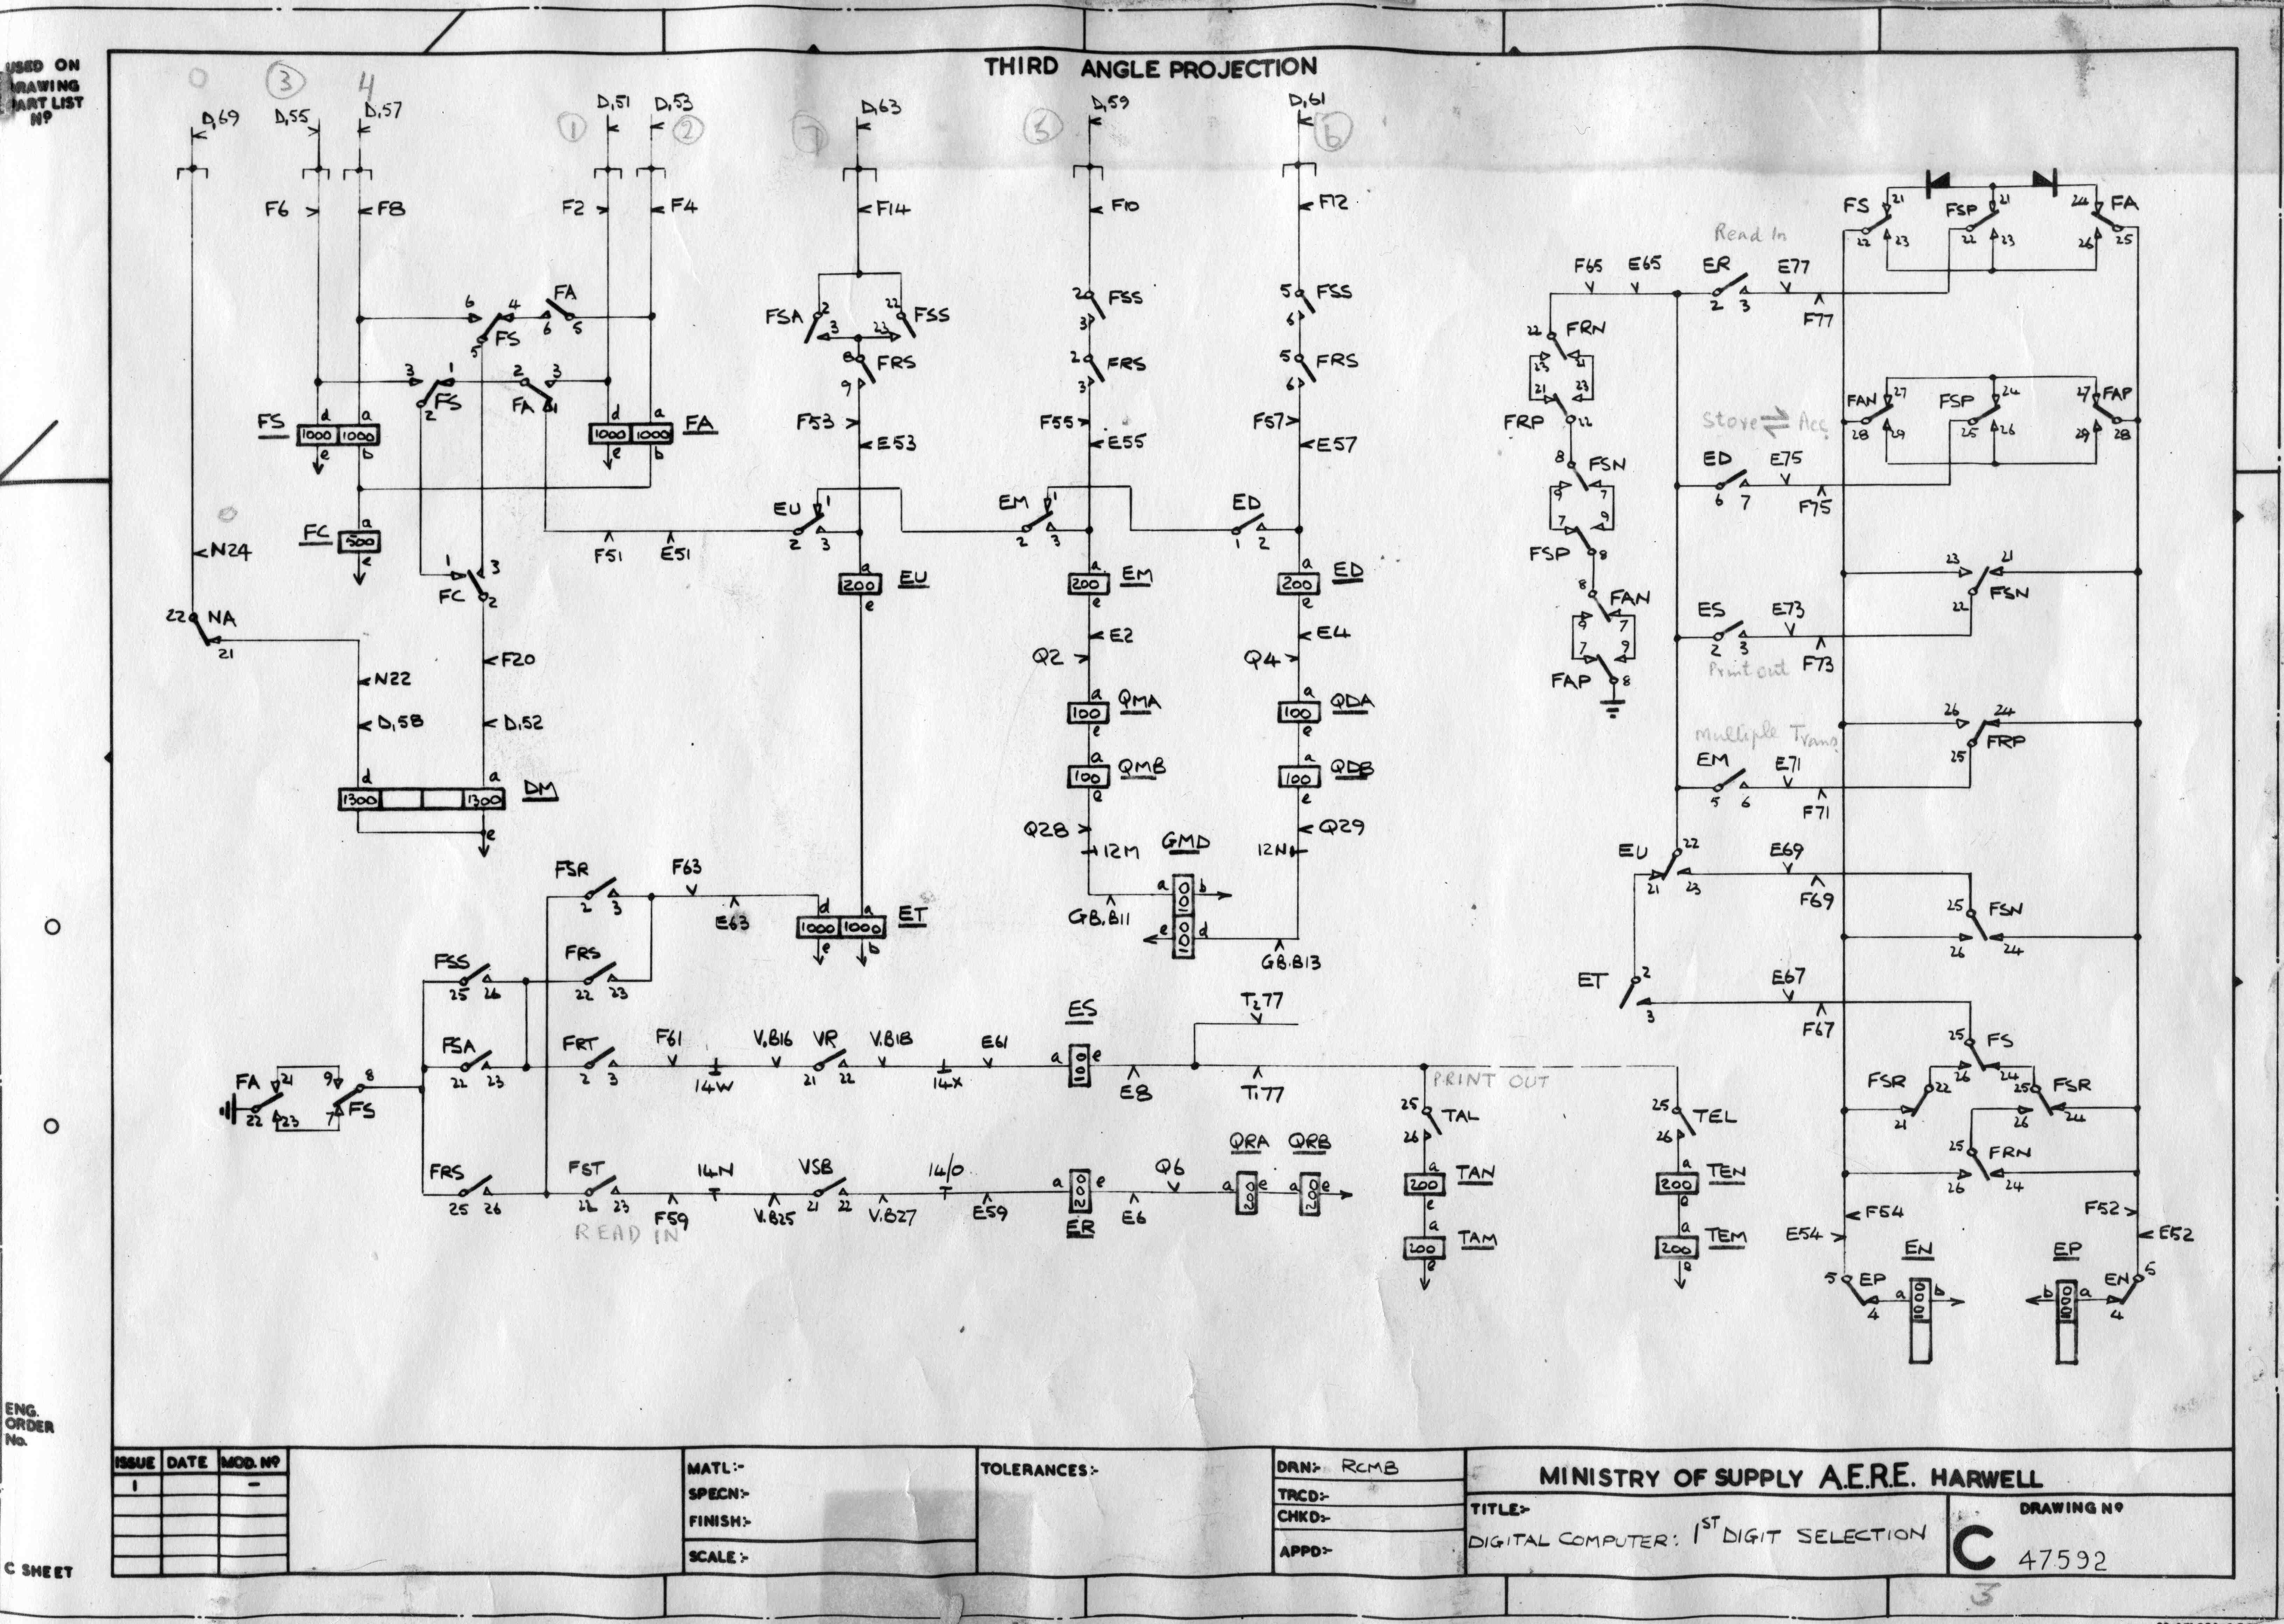 THIRD ANGLE PROJECTION
USED ON
DRAWING
PART LIST
Nº
0 3 4 1 2 7 5 6
D,69 D,55 D,57 D,51 D,53 D,63 D,59 D,61
F6 F8 F2 F4 F14 F10 F12
FS 21 FSP 21 24 FA
22 23 22 23 26 25
Read In
F65 E65 ER E77
2 3 F77
6 4 FA
5 FS 6 5
FSA 2 3 22 23 FSS
2 FSS 3
5 FSS 6
22 FRN
23 21
21 23
FRP 22
3 1 2 3
2 FS FA 1
8 FRS 9
2 FRS 3
5 FRS 6
FAN 27 FSP 24 27 FAP
28 29 25 26 29 28
Store ⇌ Acc
FS d a 1000 1000 e b
d a 1000 1000 FA e b
F53 F55 F57
E53 E55 E57
8 FSN
9 7
7 9
FSP 8
ED E75
6 7 F75
0
FC a 500 e
N24
EU 1 2 3
EM 1 2 3
ED 1 2
F51 E51
1 3 FC 2
a 200 EU e
a 200 EM e
a 200 ED e
23 21
22 FSN
8 FAN
9 7
7 9
FAP 8
ES E73
2 3 F73
Print out
22 NA 21
E2 E4
Q2 Q4
N22 F20
D,58 D,52
a 100 QMA e
a 100 QDA e
a 100 QMB e
a 100 QDB e
26 24
25 FRP
Multiple Trans
EM E71
5 6 F71
d 1300 a 1300 DM e
Q28 Q29
12M GMD 12N
a 100 b
e 100 d
GB.B11 GB.B13
EU 22 E69
21 23 F69
25 FSN
26 24
FSR F63
2 3 E63
d a 1000 1000 ET e b
FSS 25 26
FRS 22 23
ET 2 E67
3 F67
FSA 22 23
FRT 2 3
F61 14W V.B16 VR 21 22 V.B18 14X E61
ES a 100 e
E8 T₂77 T₁77
PRINT OUT
25 FS
26 24
FSR 22 21
25 FSR 26 24
FA 21 9 8
22 23 7 FS
25 TAL 26
25 TEL 26
25 FRN
26 24
FRS 25 26
FST 22 23
READ IN
F59 14N V.B25 VSB 21 22 V.B27 14/0 E59
a 200 e ER
E6 Q6
QRA QRB
a 200 e a 200 e
a 200 TAN e
a 200 TAM e
a 200 TEN e
a 200 TEM e
F54 F52
E54 E52
EN EP
5 EP 4 a 1000 b
b 1000 a EN 5 4
ENG.
ORDER
No.
C SHEET
ISSUE DATE MOD. Nº
1 -
MATL:-
SPECN:-
FINISH:-
SCALE:-
TOLERANCES:-
DRN:- RCMB
TRCD:-
CHKD:-
APPD:-
MINISTRY OF SUPPLY A.E.R.E. HARWELL
TITLE:-
DIGITAL COMPUTER: 1ST DIGIT SELECTION
DRAWING Nº
C 47592
3